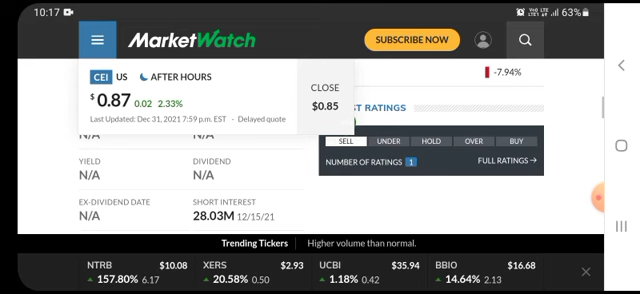 10:17 63%
MarketWatch SUBSCRIBE NOW
CEI US AFTER HOURS
$0.87 0.02 2.33%
Last Updated: Dec 31, 2021 7:59 p.m. EST · Delayed quote
CLOSE
$0.85
-7.94%
ST RATINGS
SELL UNDER HOLD OVER BUY
NUMBER OF RATINGS 1 FULL RATINGS →
N/A N/A
YIELD DIVIDEND
N/A N/A
EX-DIVIDEND DATE SHORT INTEREST
N/A 28.03M 12/15/21
Trending Tickers | Higher volume than normal.
NTRB $10.08 XERS $2.93 UCBI $35.94 BBIO $16.68
157.80% 6.17 20.58% 0.50 1.18% 0.42 14.64% 2.13